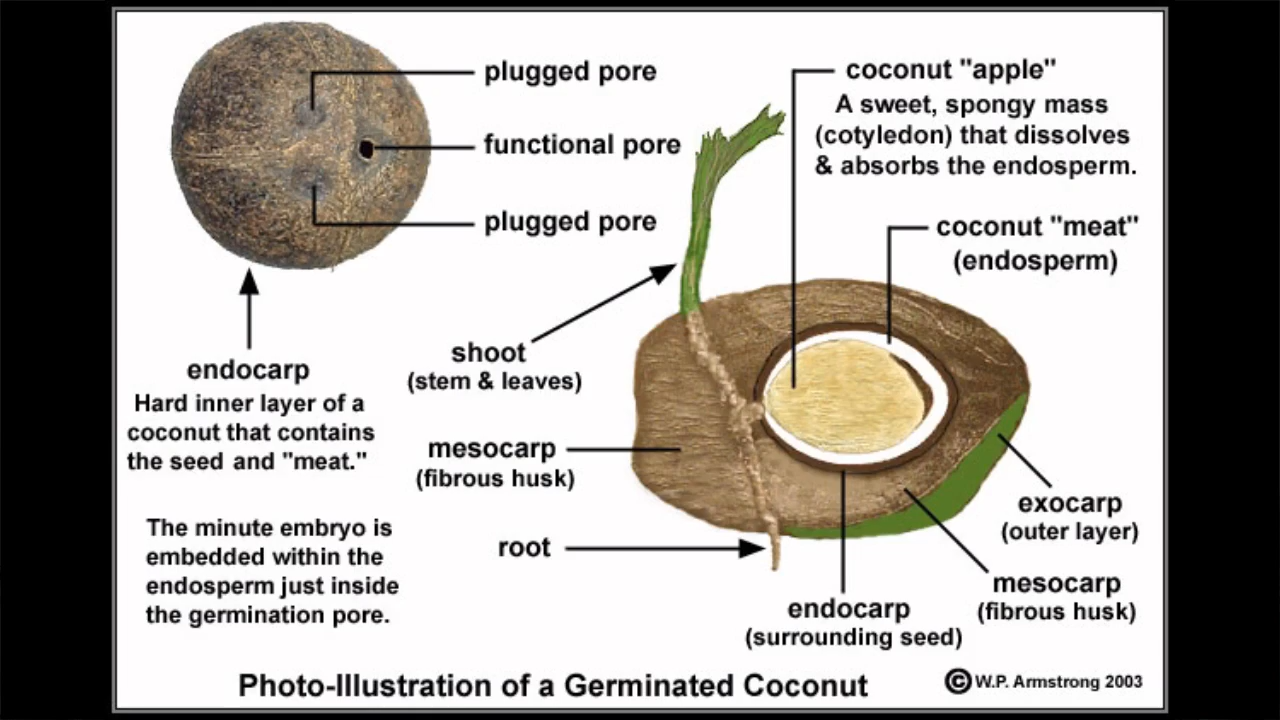 plugged pore
functional pore
plugged pore
endocarp
Hard inner layer of a
coconut that contains
the seed and "meat."
The minute embryo is
embedded within the
endosperm just inside
the germination pore.
shoot
(stem & leaves)
mesocarp
(fibrous husk)
root
coconut "apple"
A sweet, spongy mass
(cotyledon) that dissolves
& absorbs the endosperm.
coconut "meat"
(endosperm)
exocarp
(outer layer)
mesocarp
(fibrous husk)
endocarp
(surrounding seed)
Photo-Illustration of a Germinated Coconut
©W.P. Armstrong 2003